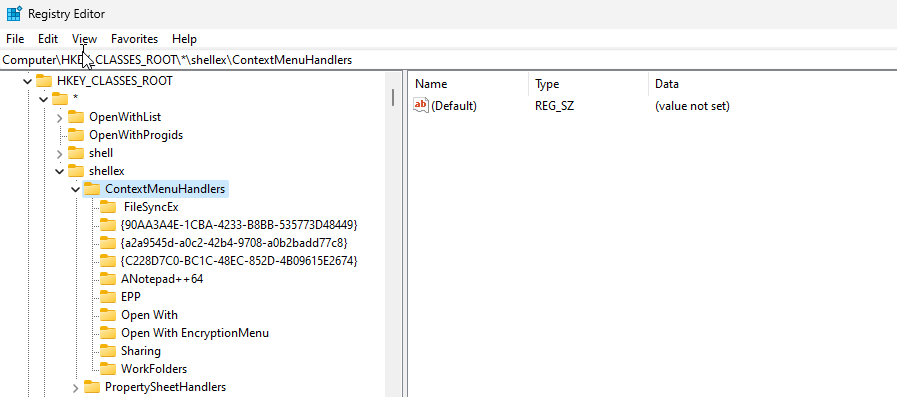 Registry Editor
File Edit View Favorites Help
Computer\HKEY_CLASSES_ROOT\*\shellex\ContextMenuHandlers
HKEY_CLASSES_ROOT
*
OpenWithList
OpenWithProgids
shell
shellex
ContextMenuHandlers
FileSyncEx
{90AA3A4E-1CBA-4233-B8BB-535773D48449}
{a2a9545d-a0c2-42b4-9708-a0b2badd77c8}
{C228D7C0-BC1C-48EC-852D-4B09615E2674}
ANotepad++64
EPP
Open With
Open With EncryptionMenu
Sharing
WorkFolders
PropertySheetHandlers
Name Type Data
ab (Default) REG_SZ (value not set)